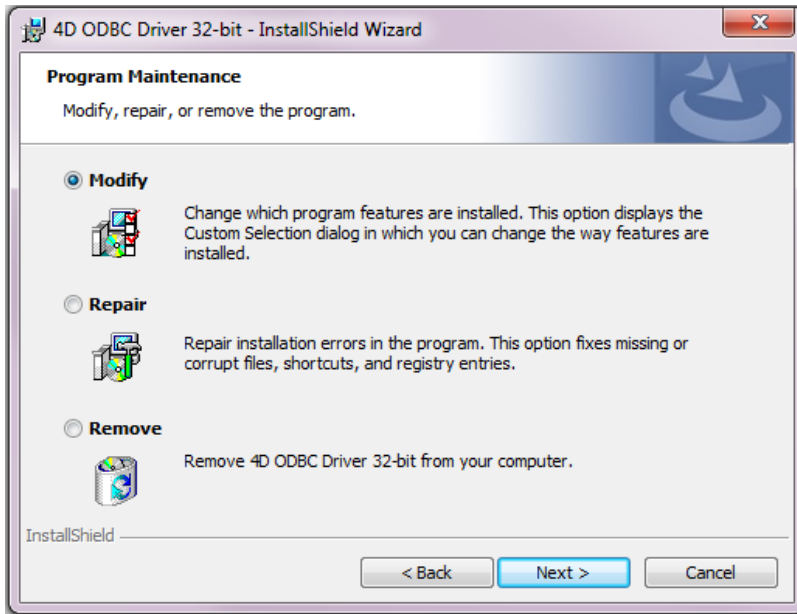 4D ODBC Driver 32-bit - InstallShield Wizard
Program Maintenance
Modify, repair, or remove the program.
Modify
Change which program features are installed. This option displays the
Custom Selection dialog in which you can change the way features are
installed.
Repair
Repair installation errors in the program. This option fixes missing or
corrupt files, shortcuts, and registry entries.
Remove
Remove 4D ODBC Driver 32-bit from your computer.
InstallShield
< Back Next > Cancel